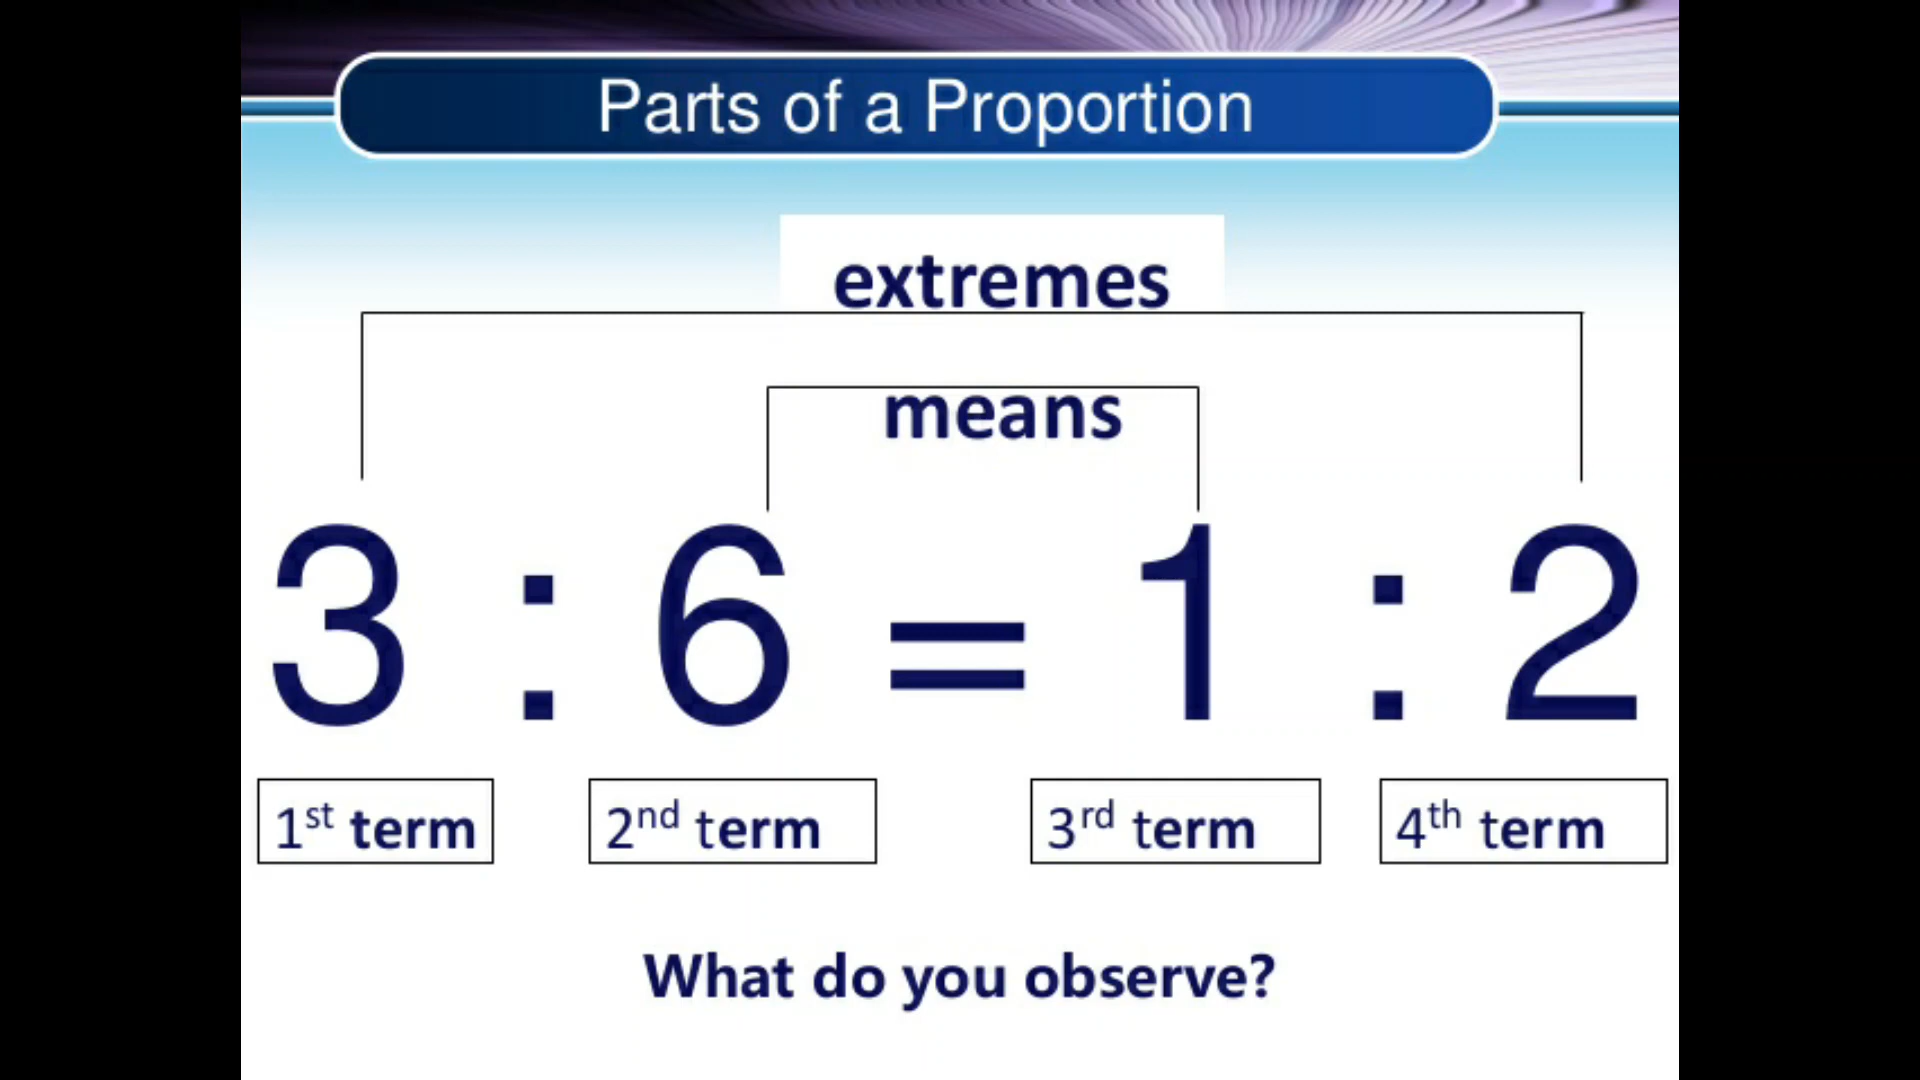 Parts of a Proportion
extremes
means
3 : 6 = 1 : 2
1st term 2nd term 3rd term 4th term
What do you observe?